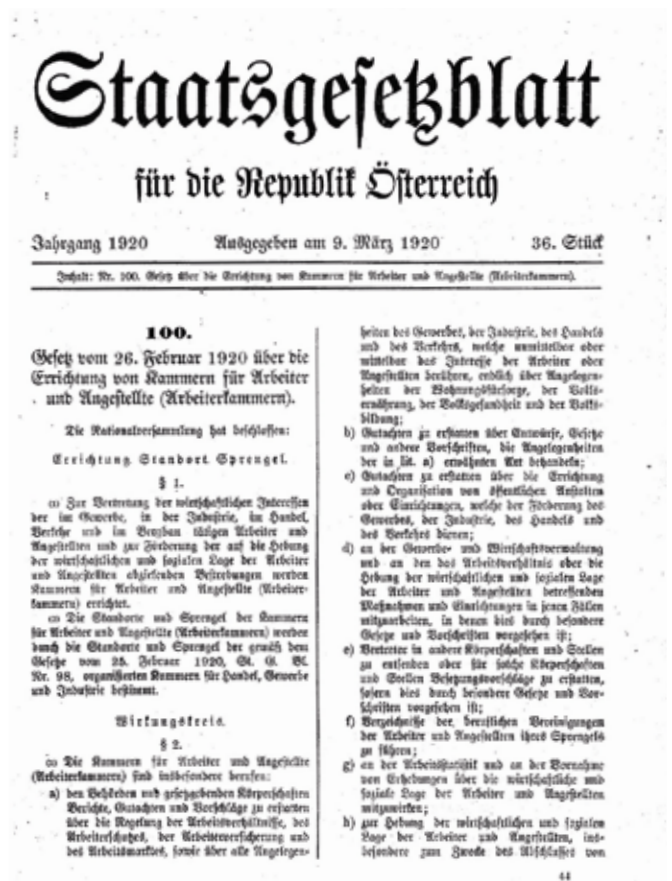 Staatsgesetzblatt
für die Republik Österreich
Jahrgang 1920 Ausgegeben am 9. März 1920 36. Stück
Inhalt: Nr. 100. Gesetz über die Errichtung von Kammern für Arbeiter und Angestellte (Arbeiterkammern).
100.
Gesetz vom 26. Februar 1920 über die
Errichtung von Kammern für Arbeiter
und Angestellte (Arbeiterkammern).
Die Nationalversammlung hat beschlossen:
Errichtung, Standort, Sprengel.
§ 1.
(1) Zur Vertretung der wirtschaftlichen Interessen
der im Gewerbe, in der Industrie, im Handel,
Verkehr und im Bergbau tätigen Arbeiter und
Angestellten und zur Förderung der auf die Hebung
der wirtschaftlichen und sozialen Lage der Arbeiter
und Angestellten abzielenden Bestrebungen werden
Kammern für Arbeiter und Angestellte (Arbeiter-
kammern) errichtet.
(2) Die Standorte und Sprengel der Kammern
für Arbeiter und Angestellte (Arbeiterkammern) werden
durch die Standorte und Sprengel der gemäß dem
Gesetze vom 25. Februar 1920, St. G. Bl.
Nr. 98, organisierten Kammern für Handel, Gewerbe
und Industrie bestimmt.
Wirkungskreis.
§ 2.
(1) Die Kammern für Arbeiter und Angestellte
(Arbeiterkammern) sind insbesondere berufen:
a) den Behörden und gesetzgebenden Körperschaften
Berichte, Gutachten und Vorschläge zu erstatten
über die Regelung der Arbeitsverhältnisse, des
Arbeiterschutzes, der Arbeiterversicherung und
des Arbeitsmarktes, sowie über alle Angelegen-
heiten des Gewerbes, der Industrie, des Handels
und des Verkehrs, welche unmittelbar oder
mittelbar das Interesse der Arbeiter oder
Angestellten berühren, endlich über Angelegen-
heiten der Wohnungsfürsorge, der Volks-
ernährung, der Volksgesundheit und der Volks-
bildung;
b) Gutachten zu erstatten über Entwürfe, Gesetze
und andere Vorschriften, die Angelegenheiten
der in lit. a) erwähnten Art behandeln;
c) Gutachten zu erstatten über die Errichtung
und Organisation von öffentlichen Anstalten
oder Einrichtungen, welche der Förderung des
Gewerbes, der Industrie, des Handels und
des Verkehrs dienen;
d) an der Gewerbe- und Wirtschaftsverwaltung
und an den das Arbeitsverhältnis oder die
Hebung der wirtschaftlichen und sozialen Lage
der Arbeiter und Angestellten betreffenden
Maßnahmen und Einrichtungen in jenen Fällen
mitzuarbeiten, in denen dies durch besondere
Gesetze und Vorschriften vorgesehen ist;
e) Vertreter in andere Körperschaften und Stellen
zu entsenden oder für solche Körperschaften
und Stellen Besetzungsvorschläge zu erstatten,
sofern dies durch besondere Gesetze und Vor-
schriften vorgesehen ist;
f) Verzeichnisse der beruflichen Vereinigungen
der Arbeiter und Angestellten ihres Sprengels
zu führen;
g) an der Arbeitsstatistik und an der Vornahme
von Erhebungen über die wirtschaftliche und
soziale Lage der Arbeiter und Angestellten
mitzuwirken;
h) zur Hebung der wirtschaftlichen und sozialen
Lage der Arbeiter und Angestellten, ins-
besondere zum Zwecke des Abschlusses von
44